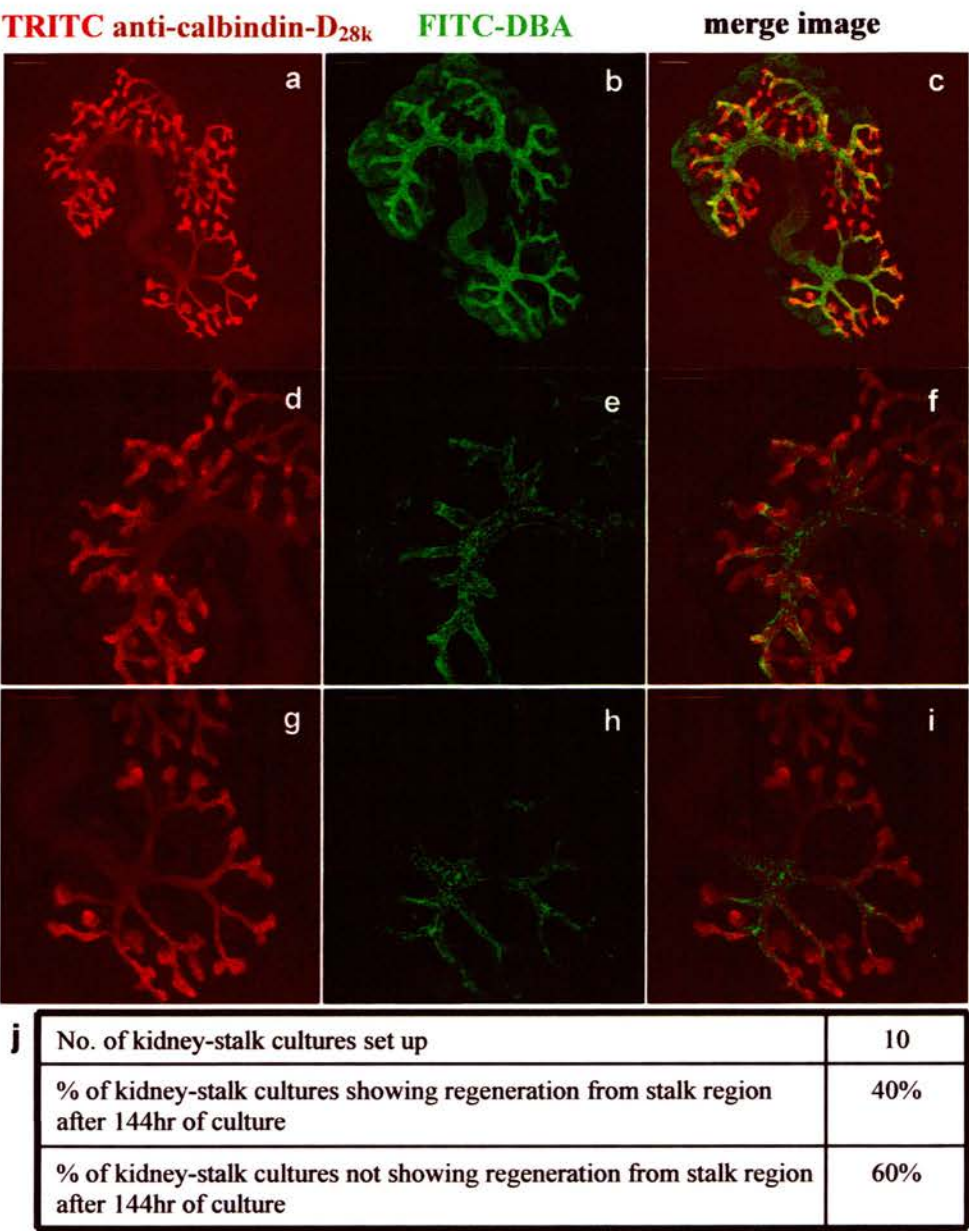 TRITC anti-calbindin-D28k FITC-DBA merge image
a b c
d e f
g h i
j
No. of kidney-stalk cultures set up 10
% of kidney-stalk cultures showing regeneration from stalk region
after 144hr of culture 40%
% of kidney-stalk cultures not showing regeneration from stalk region
after 144hr of culture 60%